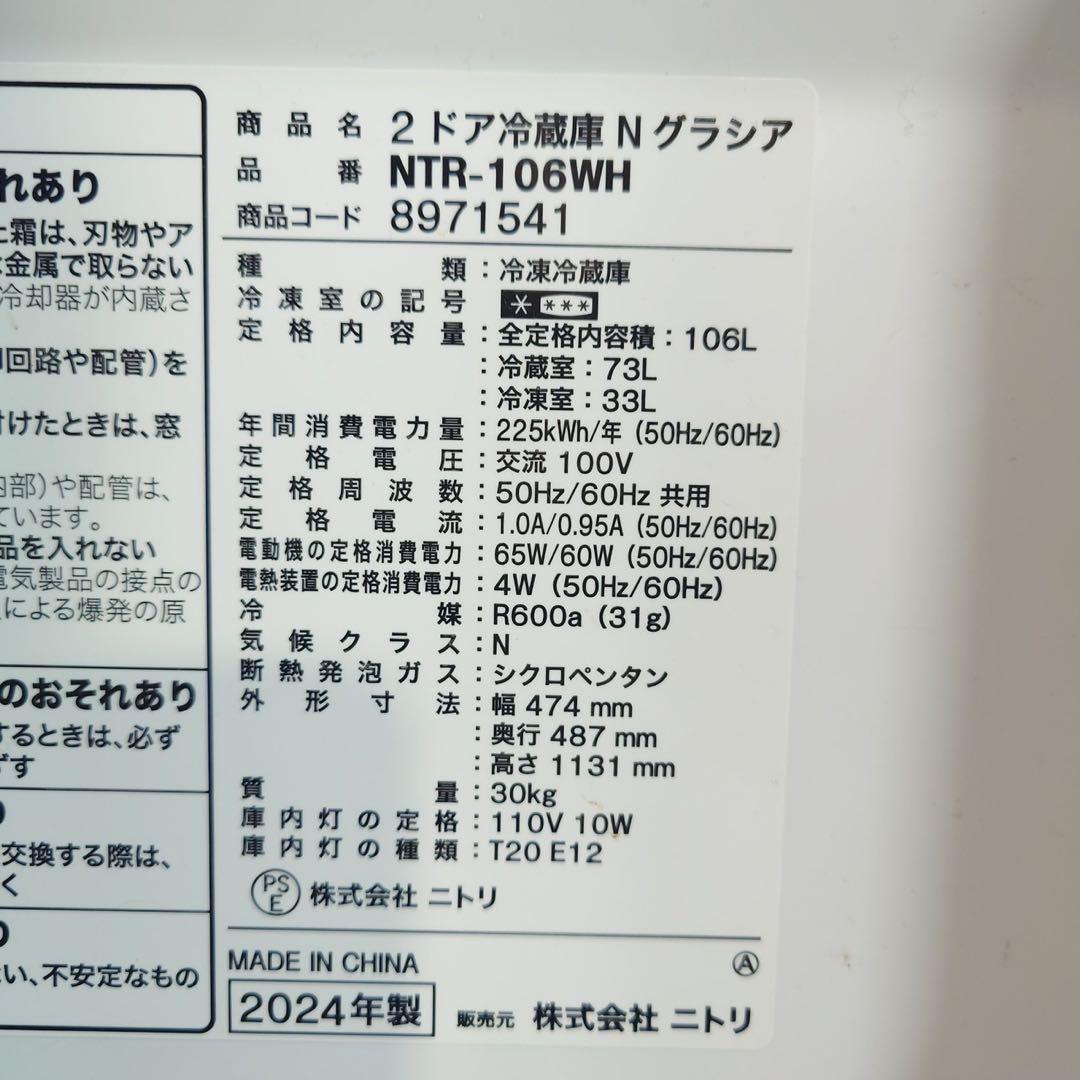 れあり
霜は、刃物やア
金属で取らない
冷却器が内蔵さ
回路や配管)を
けたときは、窓
内部)や配管は、
ています。
品を入れない
電気製品の接点の
による爆発の原
のおそれあり
するときは、必ず
ず
交換する際は、
く
い、不安定なもの
商品名 2ドア冷蔵庫 N グラシア
品番 NTR-106WH
商品コード 8971541
種類:冷凍冷蔵庫
冷凍室の記号
定格内容量:全定格内容積:106L
:冷蔵室:73L
:冷凍室:33L
年間消費電力量:225kWh/年 (50Hz/60Hz)
定格電圧:交流 100V
定格周波数:50Hz/60Hz 共用
定格電流:1.0A/0.95A (50Hz/60Hz)
電動機の定格消費電力:65W/60W (50Hz/60Hz)
電熱装置の定格消費電力:4W (50Hz/60Hz)
冷媒:R600a (31g)
気候クラス:N
断熱発泡ガス:シクロペンタン
外形寸法:幅 474 mm
:奥行 487 mm
:高さ 1131 mm
質量:30kg
庫内灯の定格:110V 10W
庫内灯の種類:T20 E12
PSE 株式会社 ニトリ
MADE IN CHINA Ⓐ
2024年製 販売元 株式会社 ニトリ